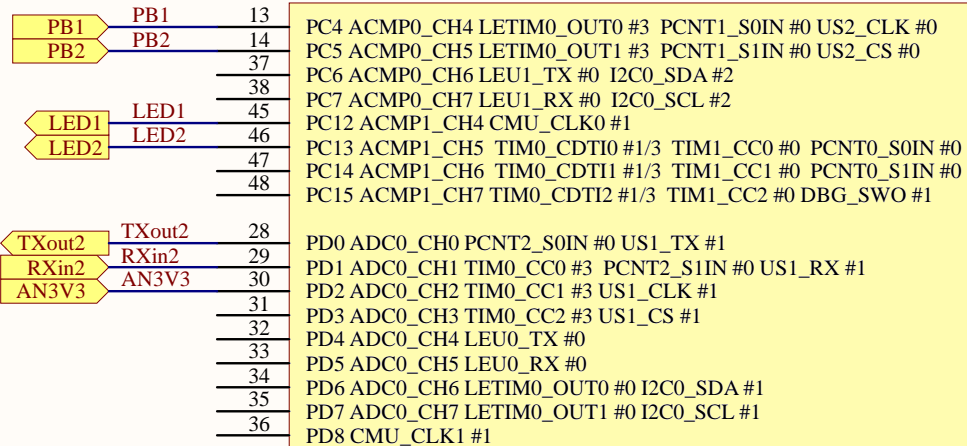 PB1 PB1 13 PC4 ACMP0_CH4 LETIM0_OUT0 #3 PCNT1_S0IN #0 US2_CLK #0
PB2 PB2 14 PC5 ACMP0_CH5 LETIM0_OUT1 #3 PCNT1_S1IN #0 US2_CS #0
37 PC6 ACMP0_CH6 LEU1_TX #0 I2C0_SDA #2
38 PC7 ACMP0_CH7 LEU1_RX #0 I2C0_SCL #2
LED1 LED1 45 PC12 ACMP1_CH4 CMU_CLK0 #1
LED2 LED2 46 PC13 ACMP1_CH5 TIM0_CDTI0 #1/3 TIM1_CC0 #0 PCNT0_S0IN #0
47 PC14 ACMP1_CH6 TIM0_CDTI1 #1/3 TIM1_CC1 #0 PCNT0_S1IN #0
48 PC15 ACMP1_CH7 TIM0_CDTI2 #1/3 TIM1_CC2 #0 DBG_SWO #1
TXout2 TXout2 28 PD0 ADC0_CH0 PCNT2_S0IN #0 US1_TX #1
RXin2 RXin2 29 PD1 ADC0_CH1 TIM0_CC0 #3 PCNT2_S1IN #0 US1_RX #1
AN3V3 AN3V3 30 PD2 ADC0_CH2 TIM0_CC1 #3 US1_CLK #1
31 PD3 ADC0_CH3 TIM0_CC2 #3 US1_CS #1
32 PD4 ADC0_CH4 LEU0_TX #0
33 PD5 ADC0_CH5 LEU0_RX #0
34 PD6 ADC0_CH6 LETIM0_OUT0 #0 I2C0_SDA #1
35 PD7 ADC0_CH7 LETIM0_OUT1 #0 I2C0_SCL #1
36 PD8 CMU_CLK1 #1